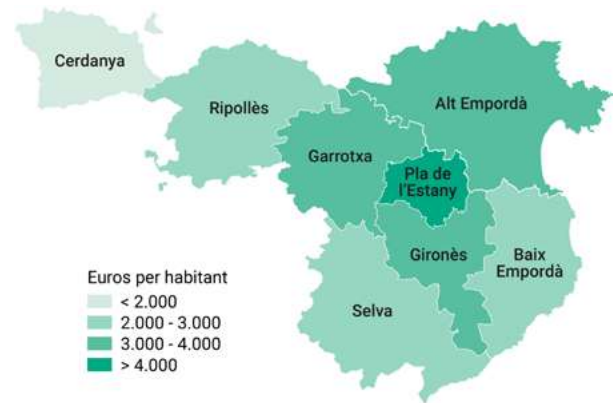 Cerdanya
Ripollès
Alt Empordà
Garrotxa
Pla de
l'Estany
Gironès
Baix
Empordà
Selva
Euros per habitant
< 2.000
2.000 - 3.000
3.000 - 4.000
> 4.000